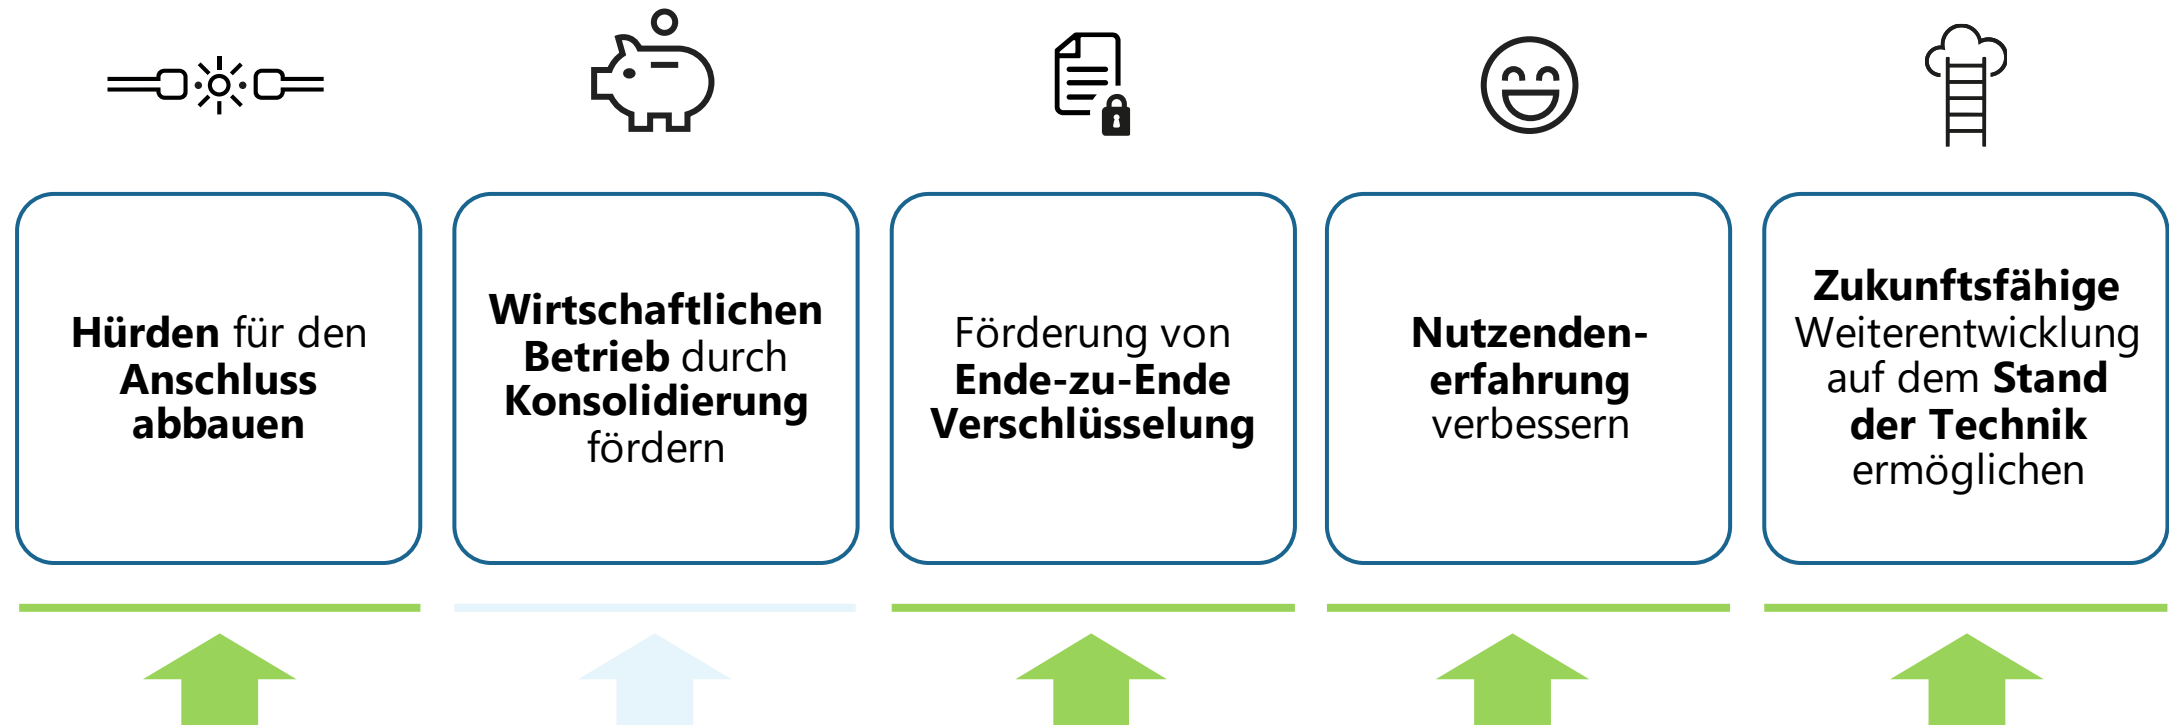 Hürden für den
Anschluss
abbauen
Wirtschaftlichen
Betrieb durch
Konsolidierung
fördern
Förderung von
Ende-zu-Ende
Verschlüsselung
Nutzenden-
erfahrung
verbessern
Zukunftsfähige
Weiterentwicklung
auf dem Stand
der Technik
ermöglichen